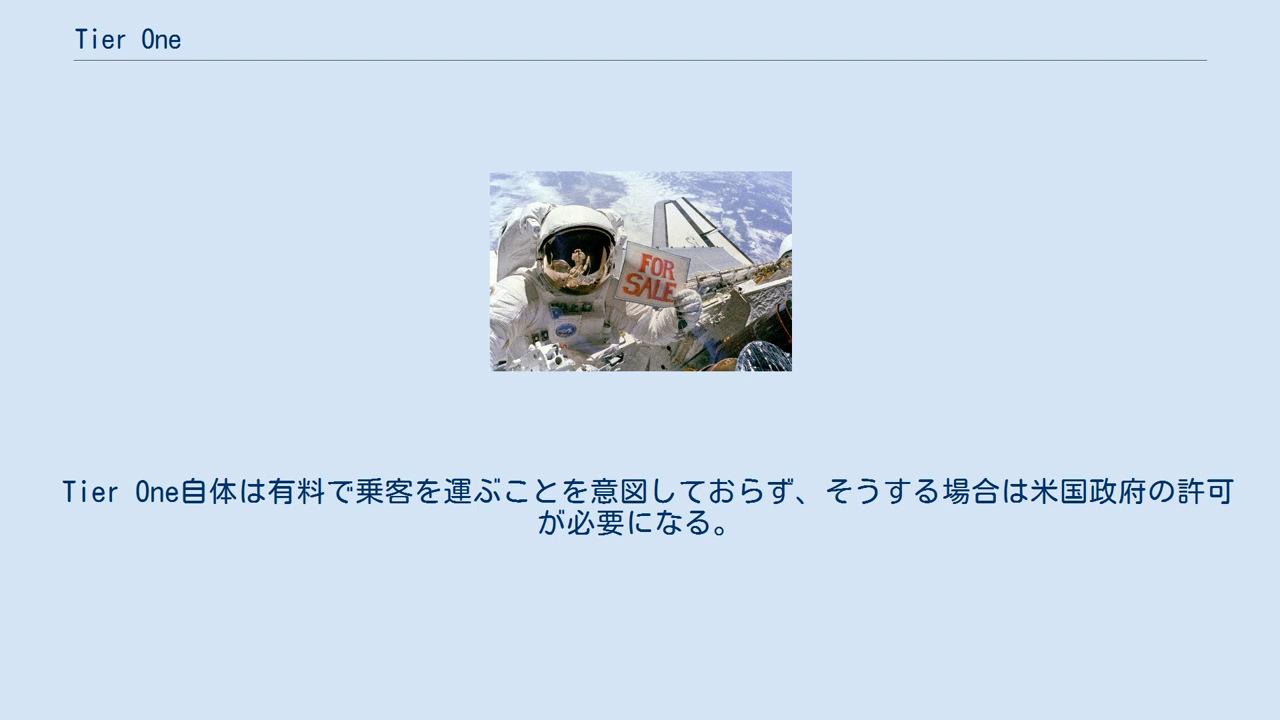 Tier One
FOR
SALE
Tier One自体は有料で乗客を運ぶことを意図しておらず、そうする場合は米国政府の許可
が必要になる。